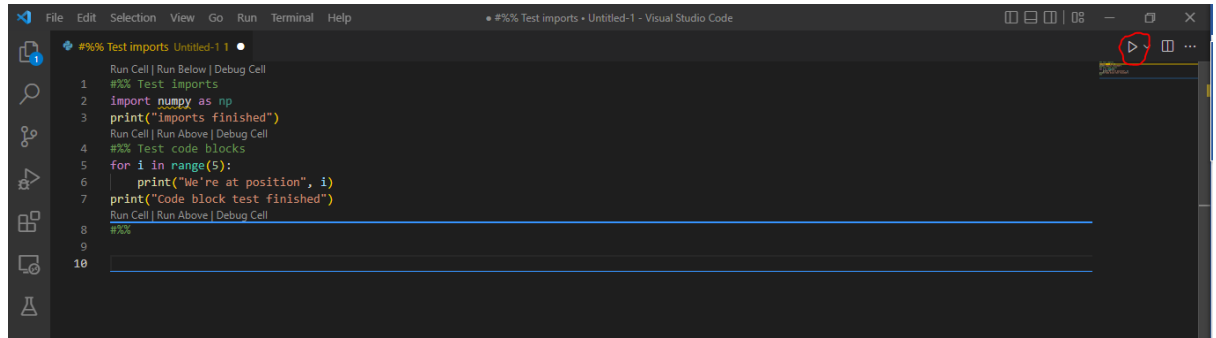 File Edit Selection View Go Run Terminal Help ● #%% Test imports • Untitled-1 - Visual Studio Code
1
#%% Test imports Untitled-1 1 ●
Run Cell | Run Below | Debug Cell
1 #%% Test imports
2 import numpy as np
3 print("imports finished")
Run Cell | Run Above | Debug Cell
4 #%% Test code blocks
5 for i in range(5):
6 print("We're at position", i)
7 print("Code block test finished")
Run Cell | Run Above | Debug Cell
8 #%%
9
10